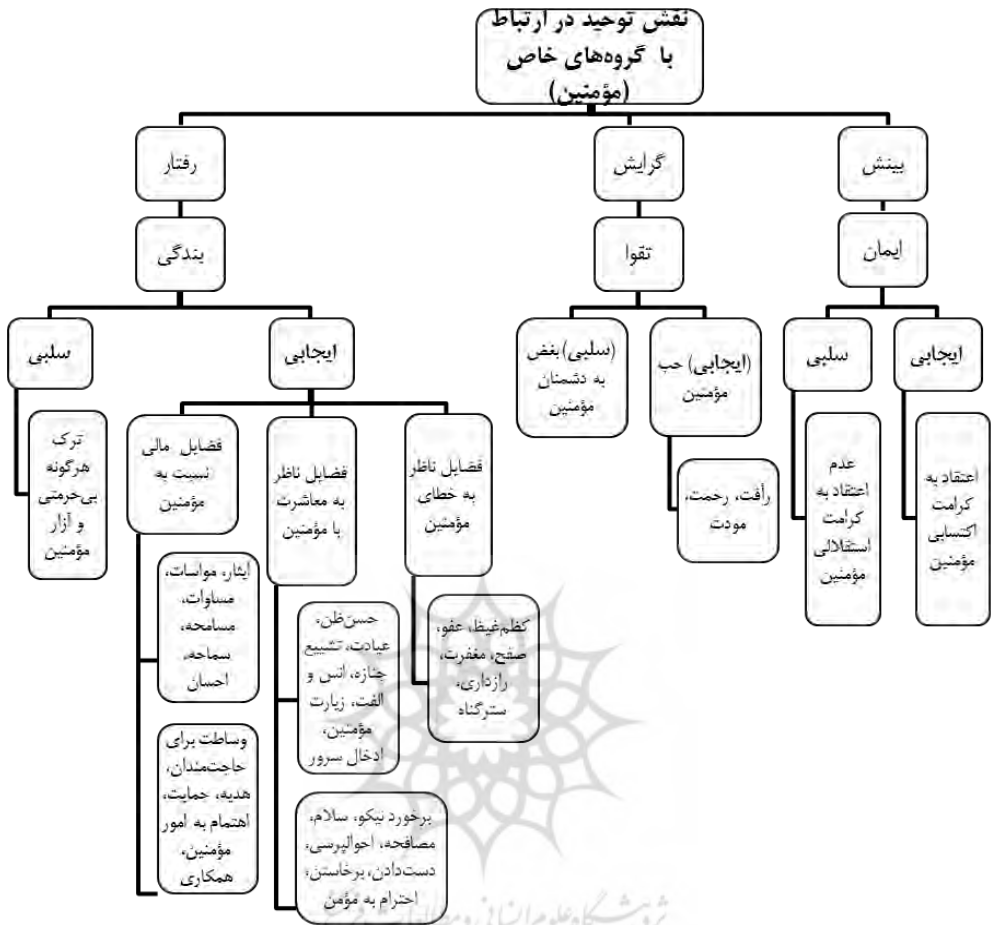 نقش توحید در ارتباط
با گروه‌های خاص
(مؤمنین)
بینش
گرایش
رفتار
ایمان
تقوا
بندگی
ایجابی
سلبی
(ایجابی) حب
مؤمنین
(سلبی) بغض
به دشمنان
مؤمنین
ایجابی
سلبی
اعتقاد به
کرامت
اکتسابی
مؤمنین
عدم
اعتقاد به
کرامت
استقلالی
مؤمنین
رأفت، رحمت،
مودت
فضایل ناظر
به خطای
مؤمنین
فضایل ناظر
به معاشرت
با مؤمنین
فضایل مالی
نسبت به
مؤمنین
ترک
هرگونه
بی‌حرمتی
و آزار
مؤمنین
کظم‌غیظ، عفو،
صفح، مغفرت،
رازداری،
سترگناه
حسن‌ظن،
عیادت، تشییع
جنازه، انس و
الفت، زیارت
مؤمنین،
ادخال سرور
برخورد نیکو، سلام،
مصافحه، احوالپرسی،
دست‌دادن، برخاستن،
احترام به مؤمن
ایثار، مواسات،
مساوات،
مسامحه،
سماحه،
احسان
وساطت برای
حاجت‌مندان،
هدیه، حمایت،
اهتمام به امور
مؤمنین،
همکاری
پژوهشگاه علوم انسانی و مطالعات فرهنگی